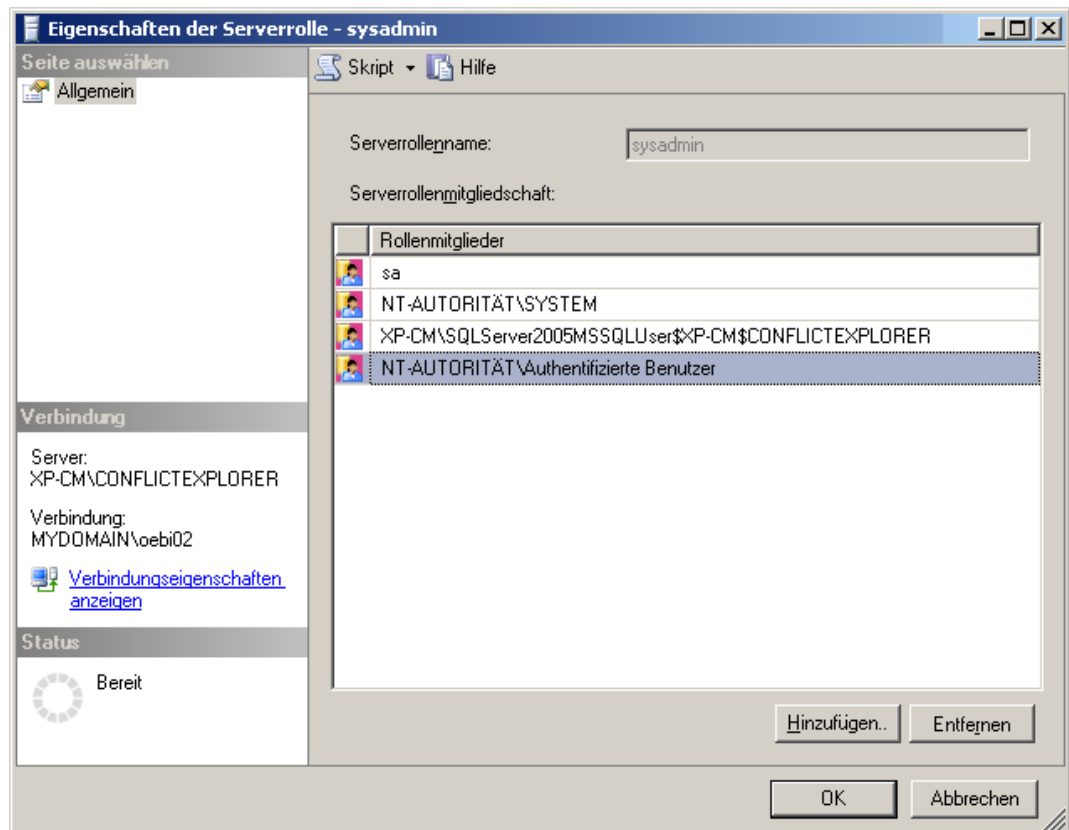 Eigenschaften der Serverrolle - sysadmin
Seite auswählen
Allgemein
Skript
Hilfe
Serverrollenname:
sysadmin
Serverrollenmitgliedschaft:
Rollenmitglieder
sa
NT-AUTORITÄT\SYSTEM
XP-CM\SQLServer2005MSSQLUser$XP-CM$CONFLICTEXPLORER
NT-AUTORITÄT\Authentifizierte Benutzer
Verbindung
Server:
XP-CM\CONFLICTEXPLORER
Verbindung:
MYDOMAIN\oebi02
Verbindungseigenschaften
anzeigen
Status
Bereit
Hinzufügen..
Entfernen
OK
Abbrechen